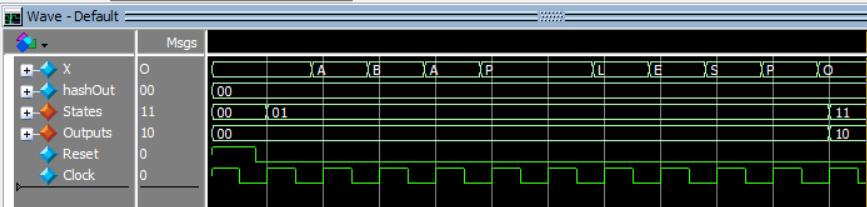 Wave - Default
Msgs
X O A B A P L E S P O
hashOut 00 00
States 11 00 01 11
Outputs 10 00 10
Reset 0
Clock 0